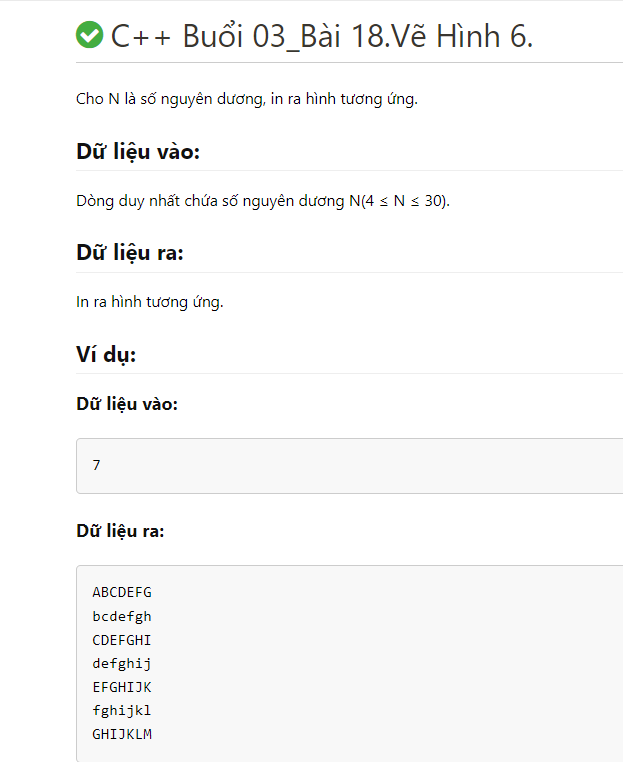 C++ Buổi 03_Bài 18.Vẽ Hình 6.
Cho N là số nguyên dương, in ra hình tương ứng.
Dữ liệu vào:
Dòng duy nhất chứa số nguyên dương N(4 ≤ N ≤ 30).
Dữ liệu ra:
In ra hình tương ứng.
Ví dụ:
Dữ liệu vào:
7
Dữ liệu ra:
ABCDEFG
bcdefgh
CDEFGHI
defghij
EFGHIJK
fghijkl
GHIJKLM